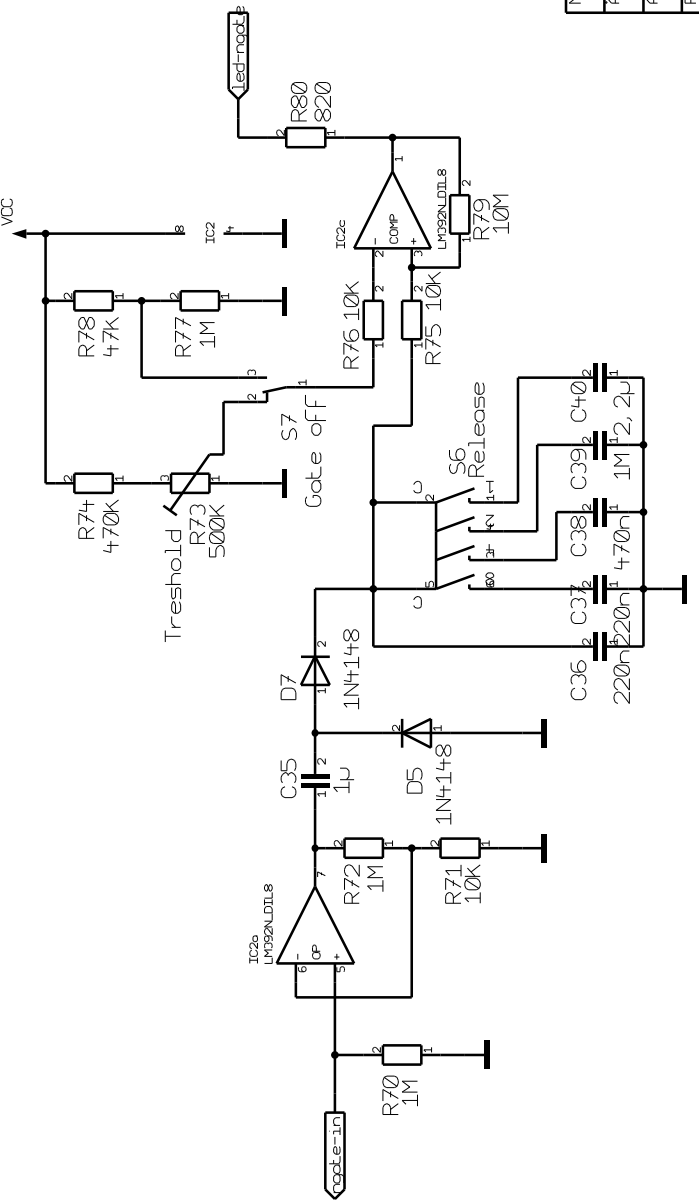 led-ngate
R80
820
VCC
8
IC2
4
R78
47K
R77
1M
R74
470K
R73
500K
Treshold
S7
Gate off
IC2c
COMP
LM392N_DIL8
R79
10M
R76 10K
R75 10K
S6
Release
C
C
C40
2,2µ
C39
1M
C38
470n
C37
220n
C36
220n
D7
1N4148
D5
1N4148
C35
1µ
IC2a
LM392N_DIL8
OP
R72
1M
R71
10K
R70
1M
ngate-in